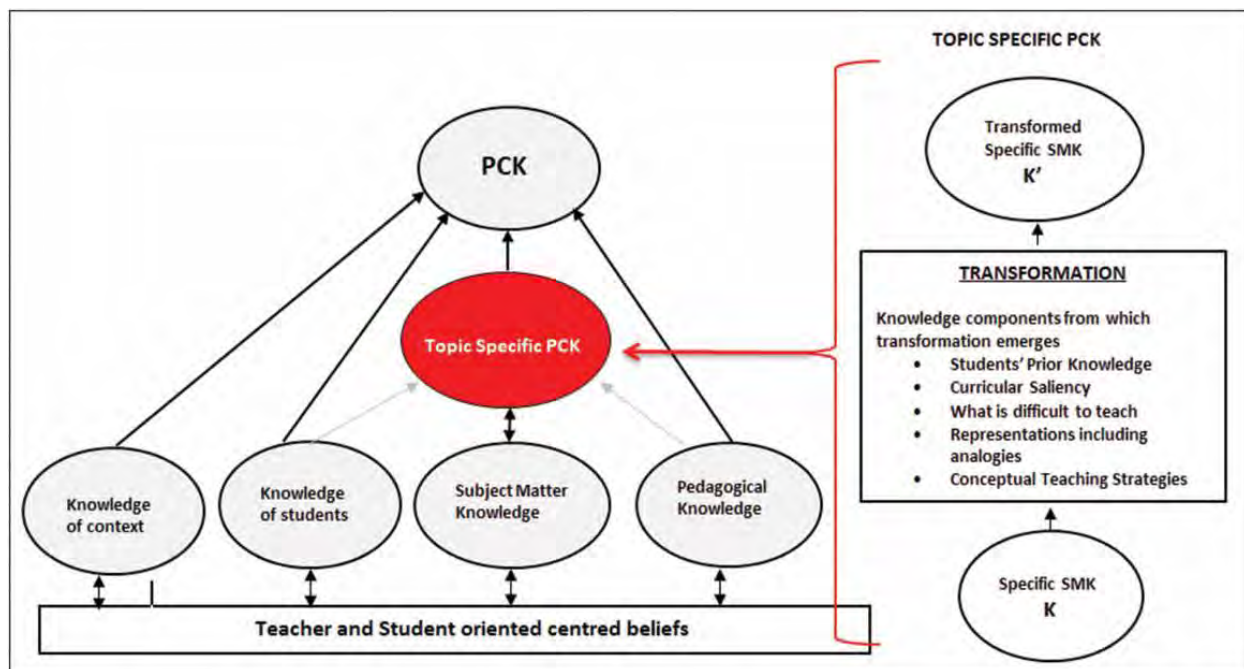 TOPIC SPECIFIC PCK
PCK
Topic Specific PCK
Knowledge
of context
Knowledge
of students
Subject Matter
Knowledge
Pedagogical
Knowledge
Teacher and Student oriented centred beliefs
Transformed
Specific SMK
K’
TRANSFORMATION
Knowledge components from which
transformation emerges
• Students’ Prior Knowledge
• Curricular Saliency
• What is difficult to teach
• Representations including
analogies
• Conceptual Teaching Strategies
Specific SMK
K